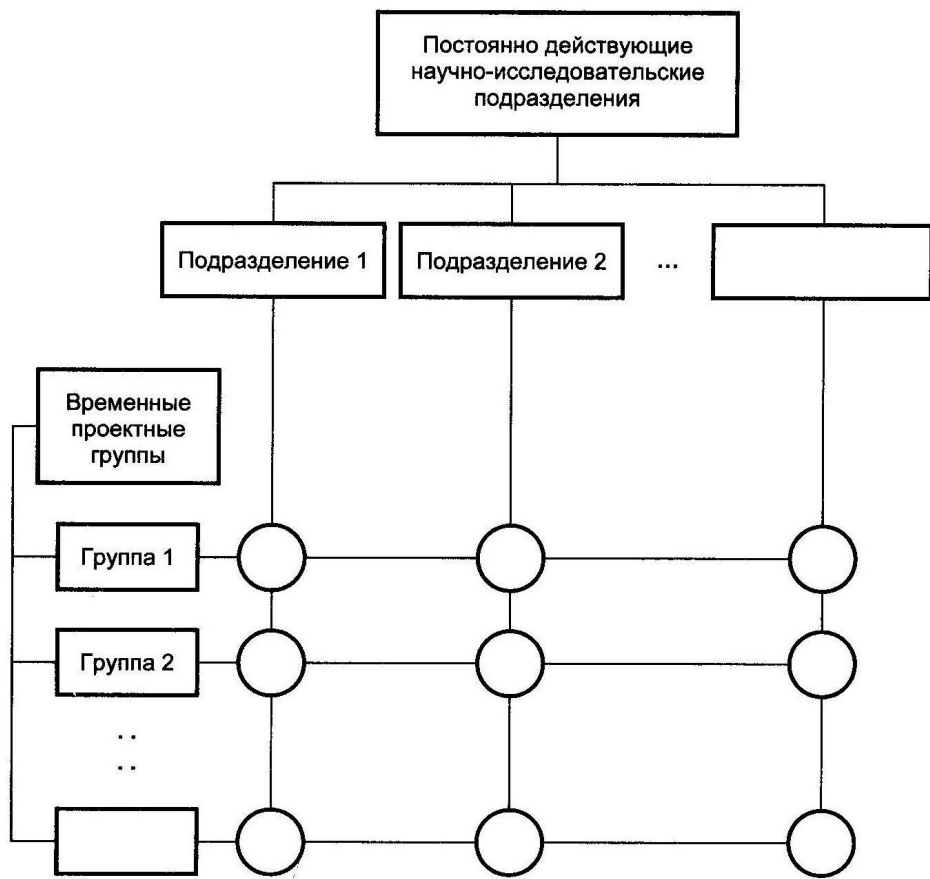 Постоянно действующие
научно-исследовательские
подразделения
Подразделение 1
Подразделение 2
...
Временные
проектные
группы
Группа 1
Группа 2
. .
. .